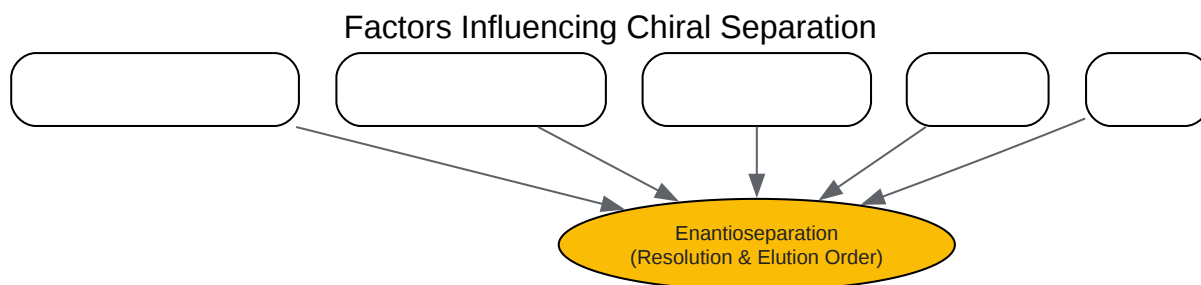 Factors Influencing Chiral Separation
Enantioseparation
(Resolution & Elution Order)